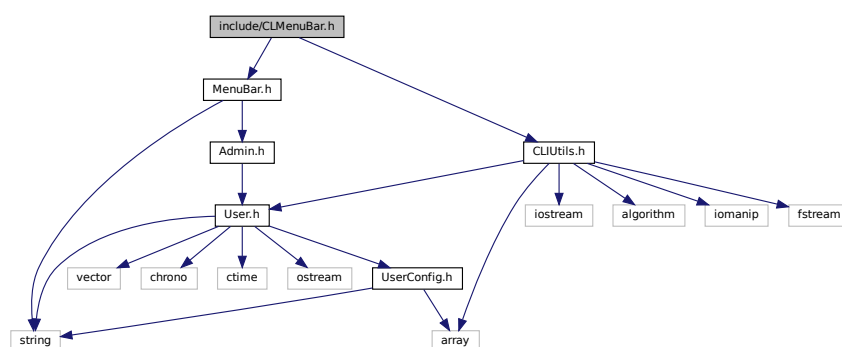 include/CLMenuBar.h
MenuBar.h
Admin.h
CLIUtils.h
User.h
iostream
algorithm
iomanip
fstream
vector
chrono
ctime
ostream
UserConfig.h
string
array